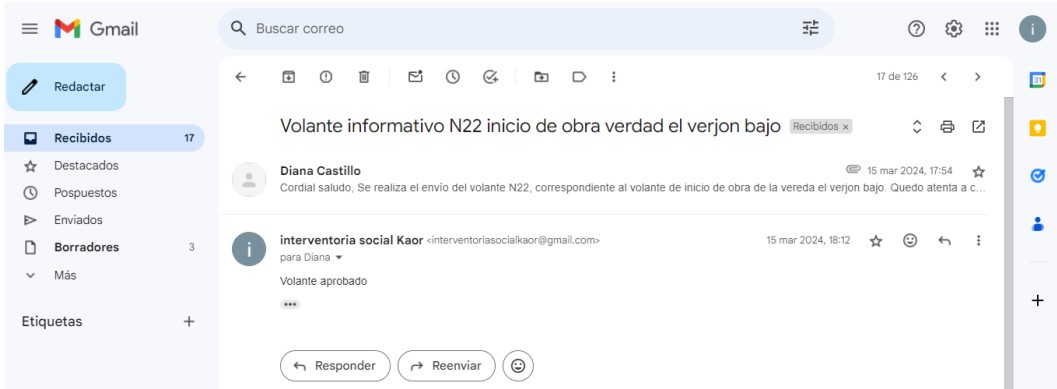 Gmail
Buscar correo
Redactar
17 de 126
31
Recibidos 17
Destacados
Pospuestos
Enviados
Borradores 3
Más
Etiquetas
Volante informativo N22 inicio de obra verdad el verjon bajo Recibidos ×
Diana Castillo 15 mar 2024, 17:54
Cordial saludo, Se realiza el envío del volante N22, correspondiente al volante de inicio de obra de la vereda el verjon bajo. Quedo atenta a c...
i
interventoria social Kaor <interventoriasocialkaor@gmail.com> 15 mar 2024, 18:12
para Diana
Volante aprobado
Responder
Reenviar
i